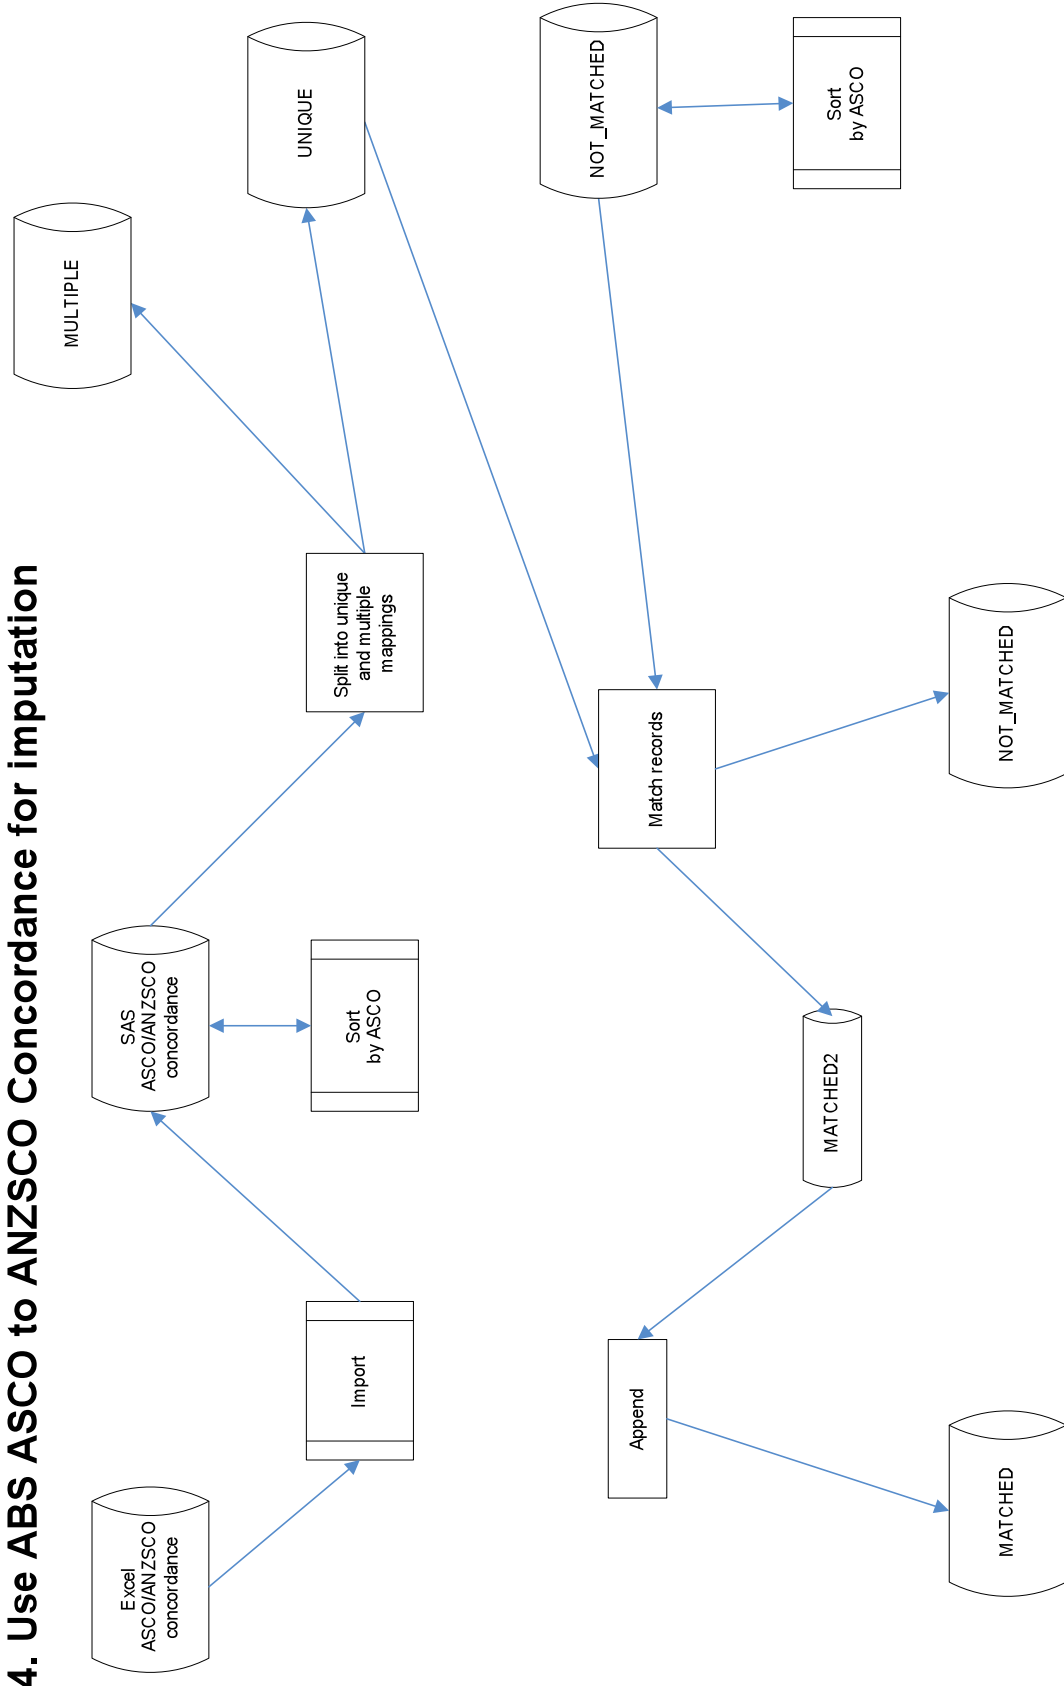 4. Use ABS ASCO to ANZSCO Concordance for imputation
Excel
ASCO/ANZSCO
concordance
Import
SAS
ASCO/ANZSCO
concordance
Sort
by ASCO
Split into unique
and multiple
mappings
MULTIPLE
UNIQUE
NOT_MATCHED
Sort
by ASCO
Match records
NOT_MATCHED
MATCHED2
Append
MATCHED